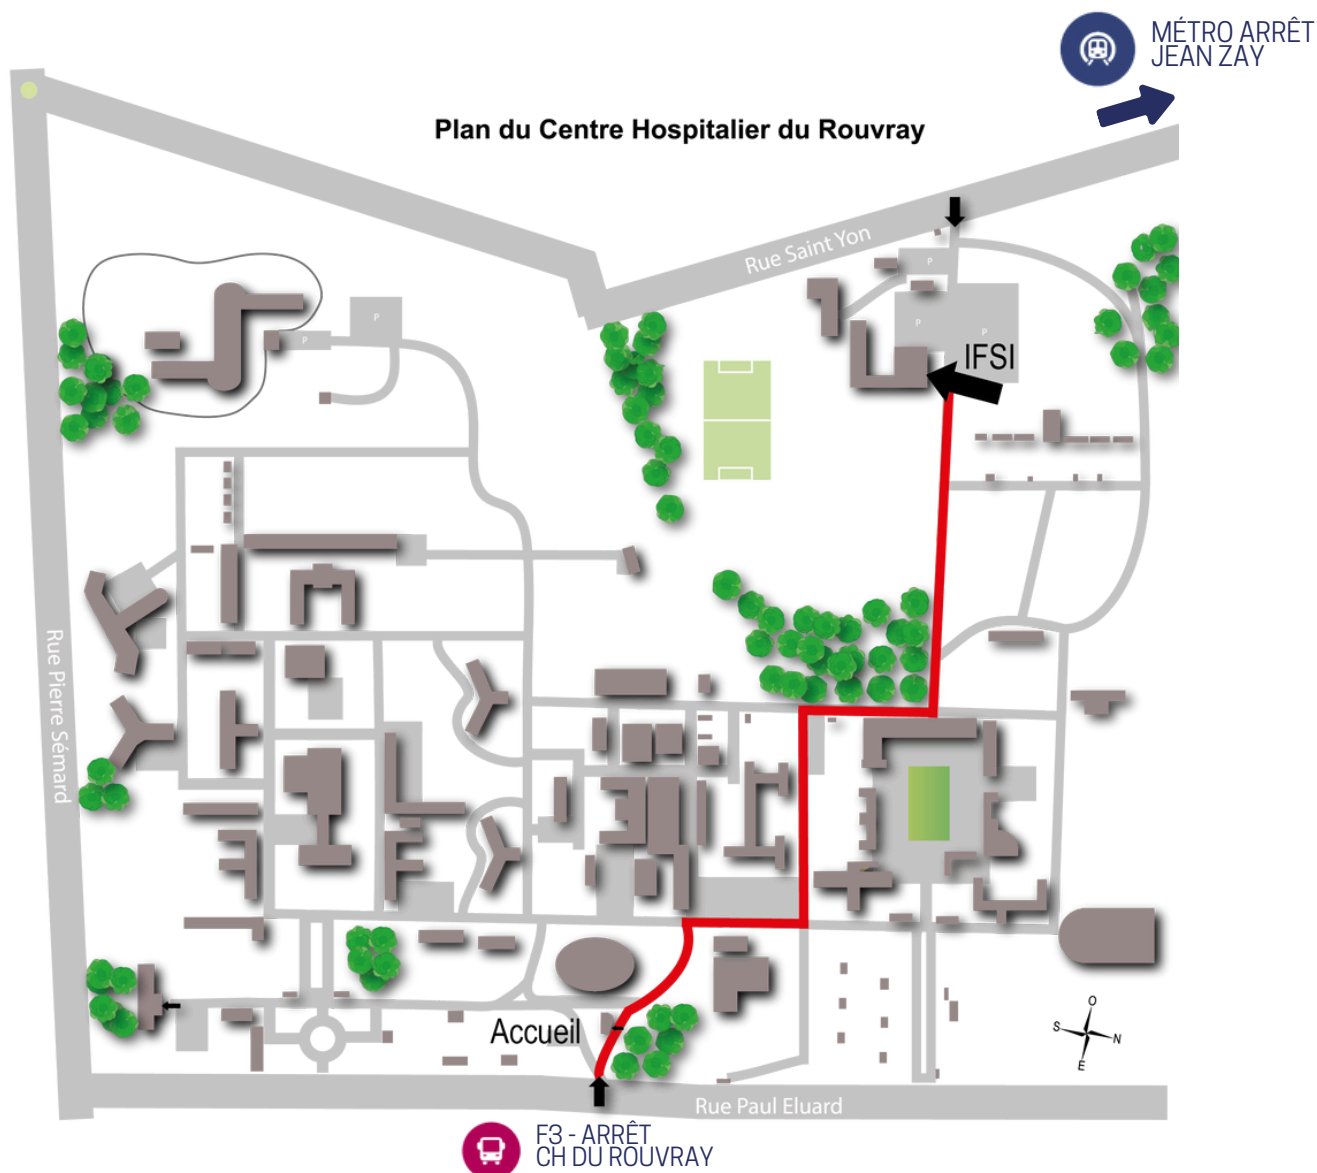 MÉTRO ARRÊT
JEAN ZAY
Plan du Centre Hospitalier du Rouvray
Rue Saint Yon
P
P
P
P
P
IFSI
Rue Pierre Sémard
Accueil
O
S
N
E
Rue Paul Eluard
F3 - ARRÊT
CH DU ROUVRAY